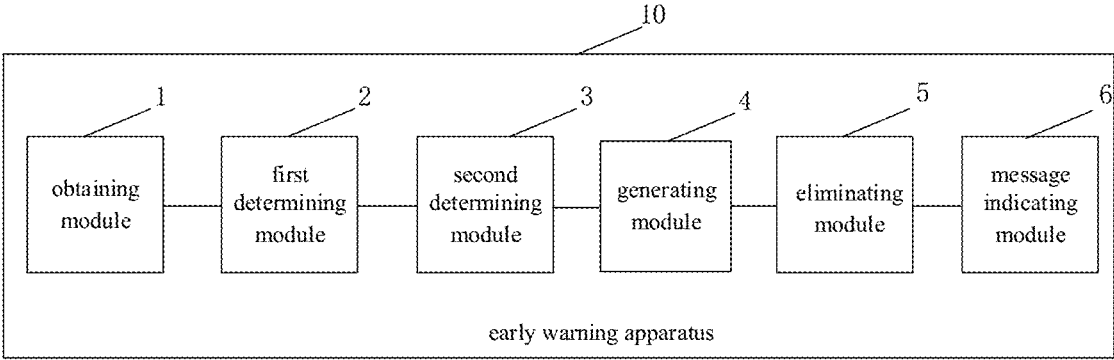 10
1
2
3
4
5
6
obtaining
module
first
determining
module
second
determining
module
generating
module
eliminating
module
message
indicating
module
early warning apparatus